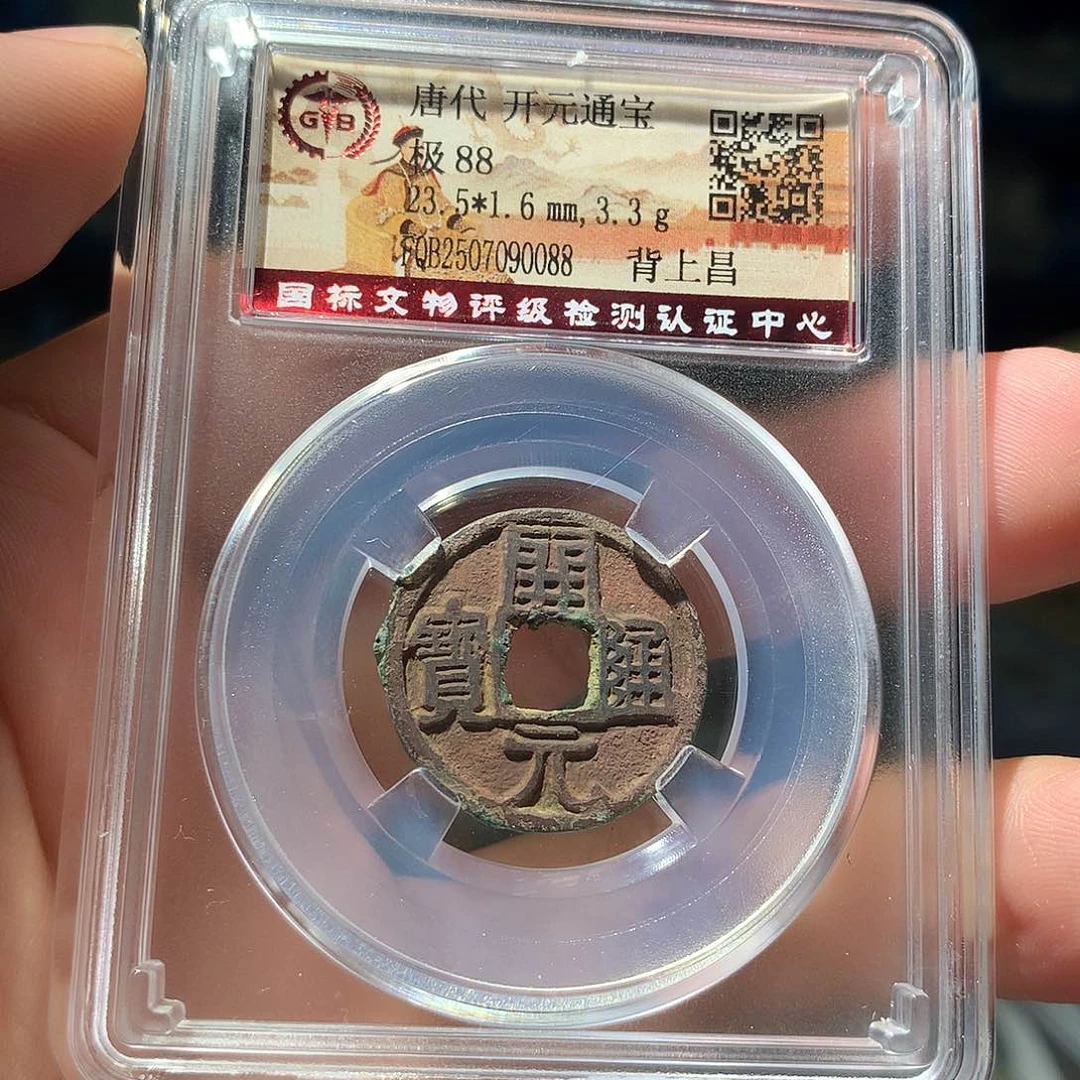 GB
唐代 开元通宝
极 88
23.5*1.6 mm, 3.3 g
FQB2507090088 背上昌
国标文物评级检测认证中心
開元通寶